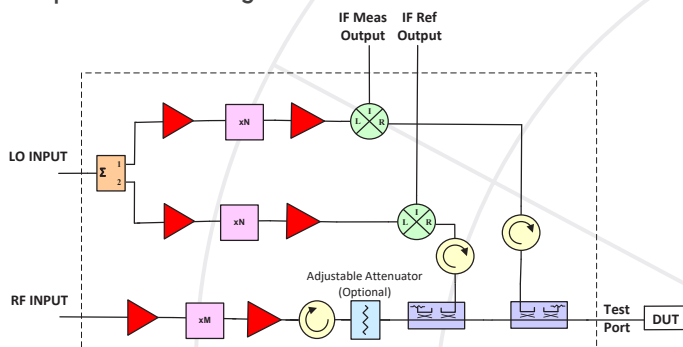 IF Meas Output
IF Ref Output
I
L
R
xN
LO INPUT
Σ
1
2
I
L
R
xN
Adjustable Attenuator
(Optional)
RF INPUT
xM
Test
Port
DUT